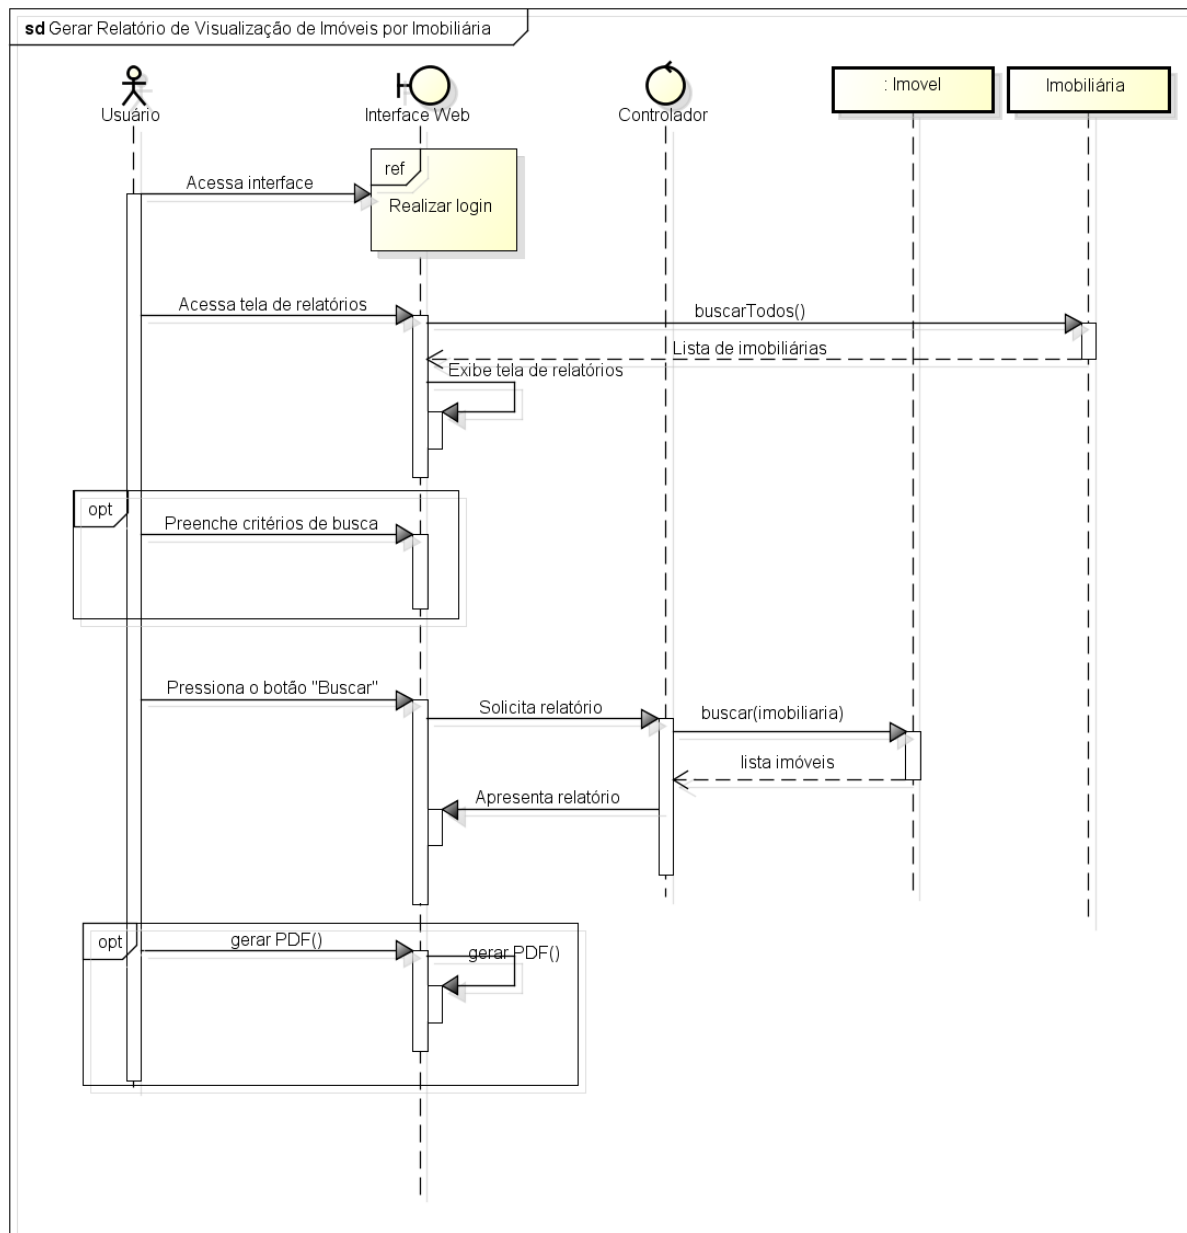 sd Gerar Relatório de Visualização de Imóveis por Imobiliária
Usuário
Interface Web
Controlador
: Imovel
Imobiliária
ref
Acessa interface
Realizar login
Acessa tela de relatórios
buscarTodos()
Lista de imobiliárias
Exibe tela de relatórios
opt
Preenche critérios de busca
Pressiona o botão "Buscar"
Solicita relatório
buscar(imobiliaria)
lista imóveis
Apresenta relatório
opt
gerar PDF()
gerar PDF()